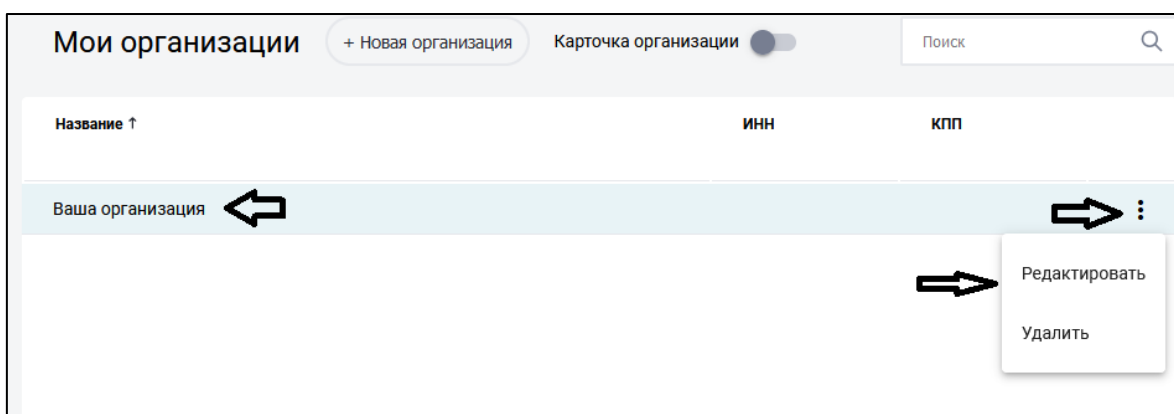 Мои организации + Новая организация Карточка организации Поиск
Название ↑ ИНН КПП
Ваша организация
Редактировать
Удалить